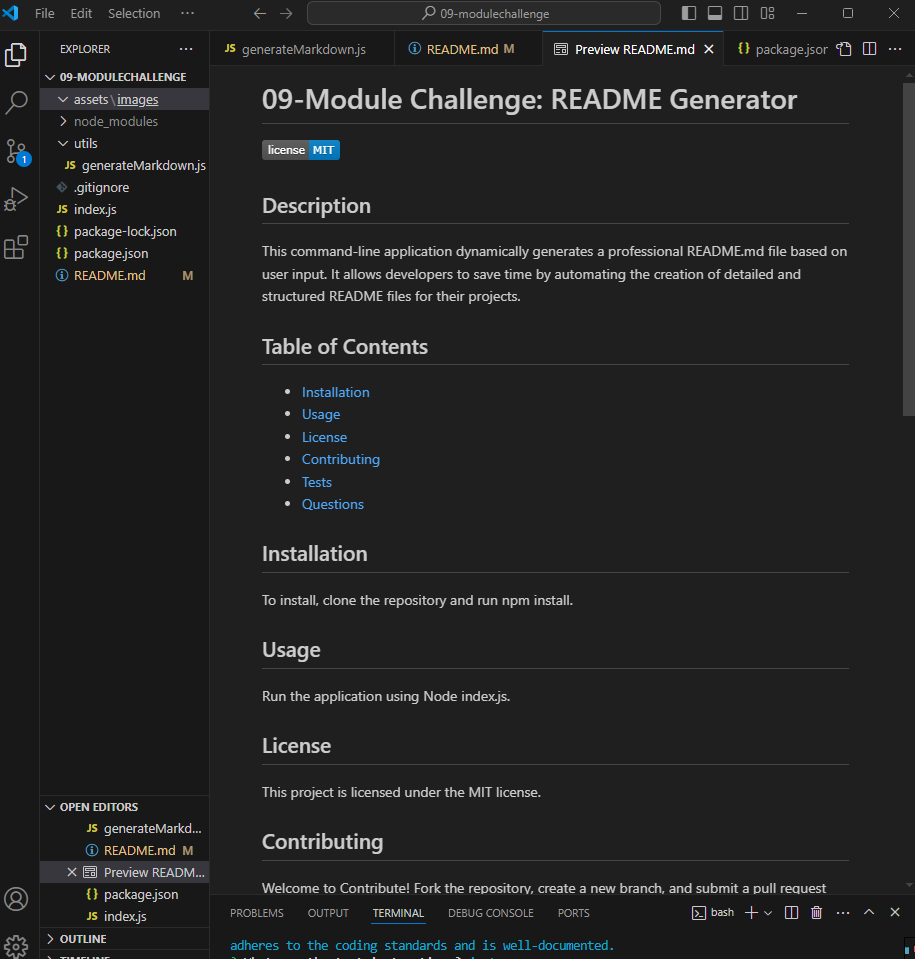 File Edit Selection ··· 09-modulechallenge
EXPLORER ···
09-MODULECHALLENGE
assets\images
node_modules
utils
JS generateMarkdown.js
.gitignore
JS index.js
{} package-lock.json
{} package.json
README.md M
1
OPEN EDITORS
JS generateMarkd...
README.md M
Preview READM...
{} package.json
JS index.js
OUTLINE
TIMELINE
JS generateMarkdown.js README.md M Preview README.md {} package.jsor ···
09-Module Challenge: README Generator
license MIT
Description
This command-line application dynamically generates a professional README.md file based on
user input. It allows developers to save time by automating the creation of detailed and
structured README files for their projects.
Table of Contents
• Installation
• Usage
• License
• Contributing
• Tests
• Questions
Installation
To install, clone the repository and run npm install.
Usage
Run the application using Node index.js.
License
This project is licensed under the MIT license.
Contributing
Welcome to Contribute! Fork the repository, create a new branch, and submit a pull request
PROBLEMS OUTPUT TERMINAL DEBUG CONSOLE PORTS bash ···
adheres to the coding standards and is well-documented.